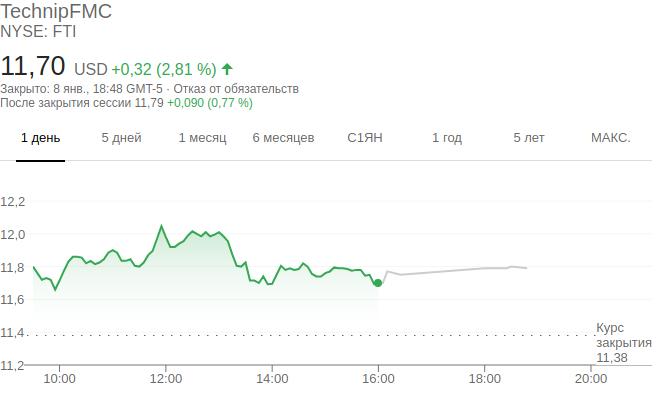 TechnipFMC
NYSE: FTI
11,70 USD +0,32 (2,81 %)
Закрыто: 8 янв., 18:48 GMT-5 · Отказ от обязательств
После закрытия сессии 11,79 +0,090 (0,77 %)
1 день 5 дней 1 месяц 6 месяцев С1ЯН 1 год 5 лет МАКС.
12,2
12,0
11,8
11,6
11,4
Курс
закрытия
11,38
11,2
10:00 12:00 14:00 16:00 18:00 20:00